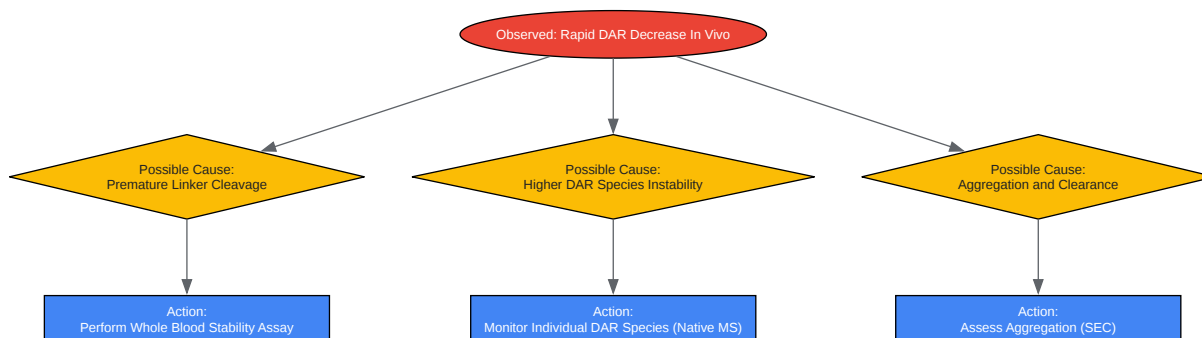 Observed: Rapid DAR Decrease In Vivo
Possible Cause:
Premature Linker Cleavage
Possible Cause:
Higher DAR Species Instability
Possible Cause:
Aggregation and Clearance
Action:
Perform Whole Blood Stability Assay
Action:
Monitor Individual DAR Species (Native MS)
Action:
Assess Aggregation (SEC)